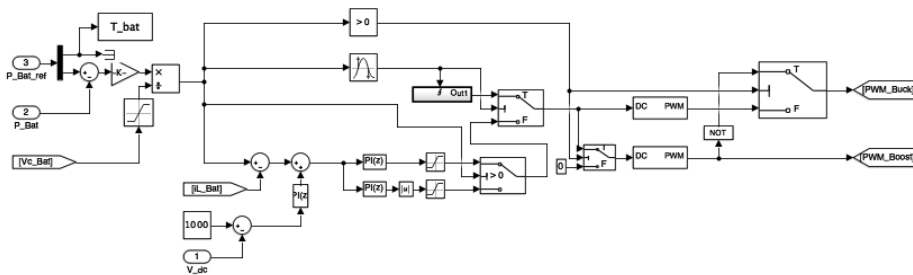 T_bat
> 0
3
P_Bat_ref
+
-
-K-
×
÷
2
P_Bat
Out1
T
F
[Vc_Bat]
[iL_Bat]
+
-
+
+
PI(z)
PI(z)
|u|
PI(z)
> 0
1000
+
-
1
V_dc
T
F
0
DC PWM
DC PWM
NOT
T
F
[PWM_Buck]
[PWM_Boost]